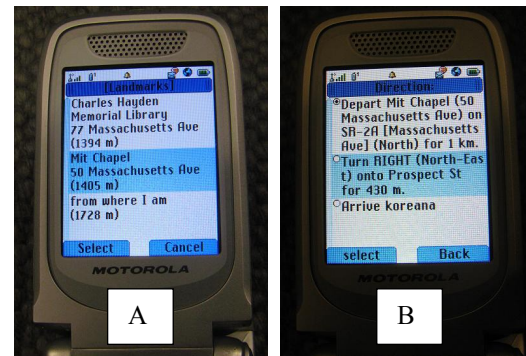 [Landmarks]
Charles Hayden
Memorial Library
77 Massachusetts Ave
(1394 m)
Mit Chapel
50 Massachusetts Ave
(1405 m)
from where I am
(1728 m)
Select Cancel
MOTOROLA
A
Direction:
Depart Mit Chapel (50
Massachusetts Ave) on
SR-2A [Massachusetts
Ave] (North) for 1 km.
Turn RIGHT (North-Eas
t) onto Prospect St
for 430 m.
Arrive koreana
select Back
MOTOROLA
B